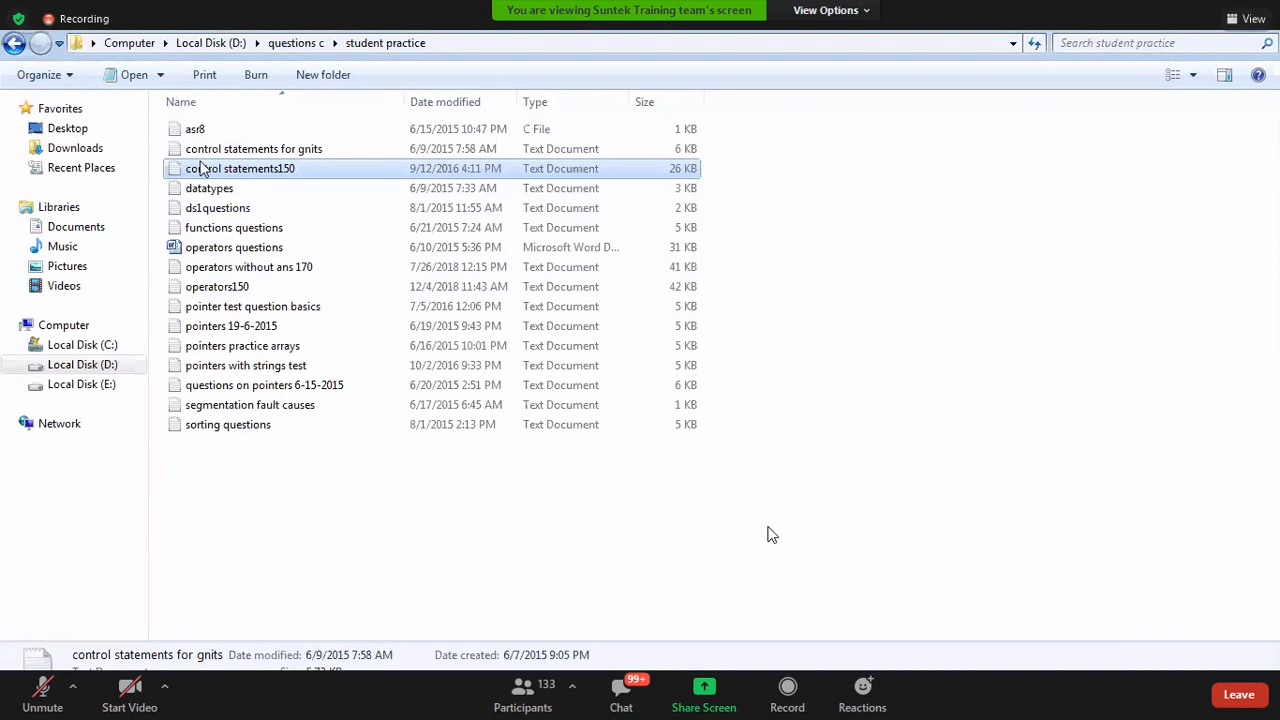 Recording
You are viewing Suntek Training team's screen
View Options
View
Computer
Local Disk (D:)
questions c
student practice
Search student practice
Organize
Open
Print
Burn
New folder
Favorites
Desktop
Downloads
Recent Places
Libraries
Documents
Music
Pictures
Videos
Computer
Local Disk (C:)
Local Disk (D:)
Local Disk (E:)
Network
Name Date modified Type Size
asr8 6/15/2015 10:47 PM C File 1 KB
control statements for gnits 6/9/2015 7:58 AM Text Document 6 KB
control statements150 9/12/2016 4:11 PM Text Document 26 KB
datatypes 6/9/2015 7:33 AM Text Document 3 KB
ds1questions 8/1/2015 11:55 AM Text Document 2 KB
functions questions 6/21/2015 7:24 AM Text Document 5 KB
operators questions 6/10/2015 5:36 PM Microsoft Word D... 31 KB
operators without ans 170 7/26/2018 12:15 PM Text Document 41 KB
operators150 12/4/2018 11:43 AM Text Document 42 KB
pointer test question basics 7/5/2016 12:06 PM Text Document 5 KB
pointers 19-6-2015 6/19/2015 9:43 PM Text Document 5 KB
pointers practice arrays 6/16/2015 10:01 PM Text Document 5 KB
pointers with strings test 10/2/2016 9:33 PM Text Document 5 KB
questions on pointers 6-15-2015 6/20/2015 2:51 PM Text Document 6 KB
segmentation fault causes 6/17/2015 6:45 AM Text Document 1 KB
sorting questions 8/1/2015 2:13 PM Text Document 5 KB
control statements for gnits Date modified: 6/9/2015 7:58 AM Date created: 6/7/2015 9:05 PM
Unmute
Start Video
133
Participants
99+
Chat
Share Screen
Record
Reactions
Leave